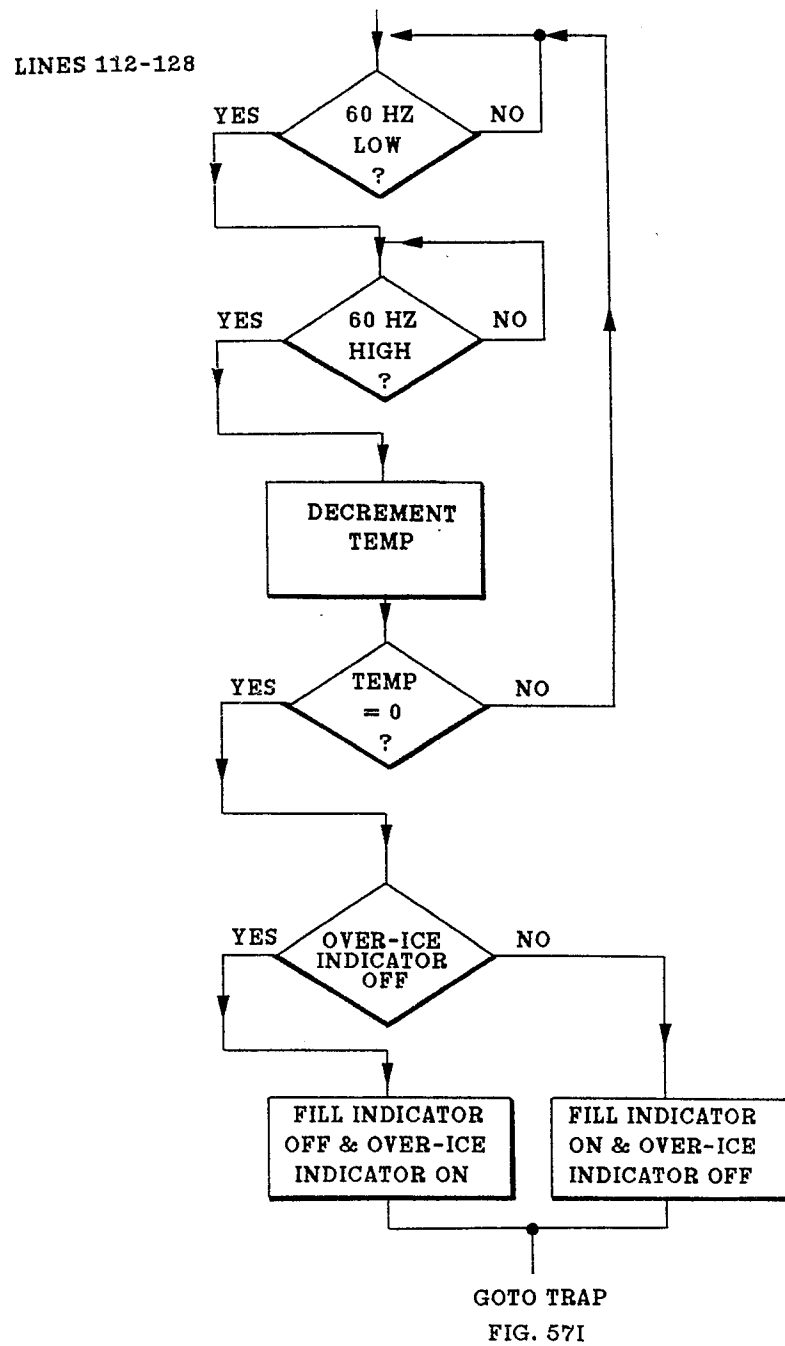 LINES 112-128
60 HZ
LOW
?
YES
NO
60 HZ
HIGH
?
YES
NO
DECREMENT
TEMP
TEMP
= 0
?
YES
NO
OVER-ICE
INDICATOR
OFF
YES
NO
FILL INDICATOR
OFF & OVER-ICE
INDICATOR ON
FILL INDICATOR
ON & OVER-ICE
INDICATOR OFF
GOTO TRAP
FIG. 57I